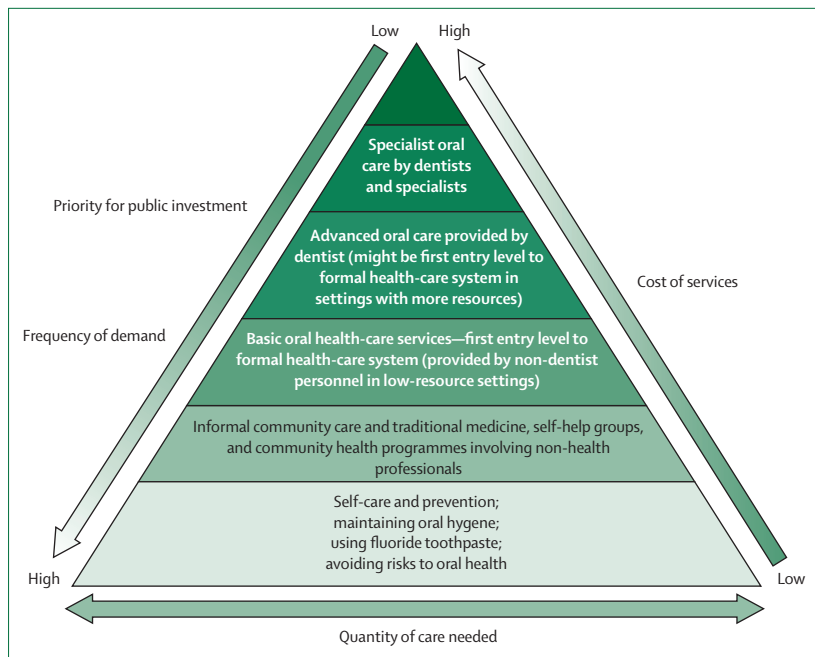 Low
High
Specialist oral
care by dentists
and specialists
Priority for public investment
Advanced oral care provided by
dentist (might be first entry level to
formal health-care system in
settings with more resources)
Cost of services
Frequency of demand
Basic oral health-care services—first entry level to
formal health-care system (provided by non-dentist
personnel in low-resource settings)
Informal community care and traditional medicine, self-help groups,
and community health programmes involving non-health
professionals
Self-care and prevention;
maintaining oral hygene;
using fluoride toothpaste;
avoiding risks to oral health
High
Low
Quantity of care needed